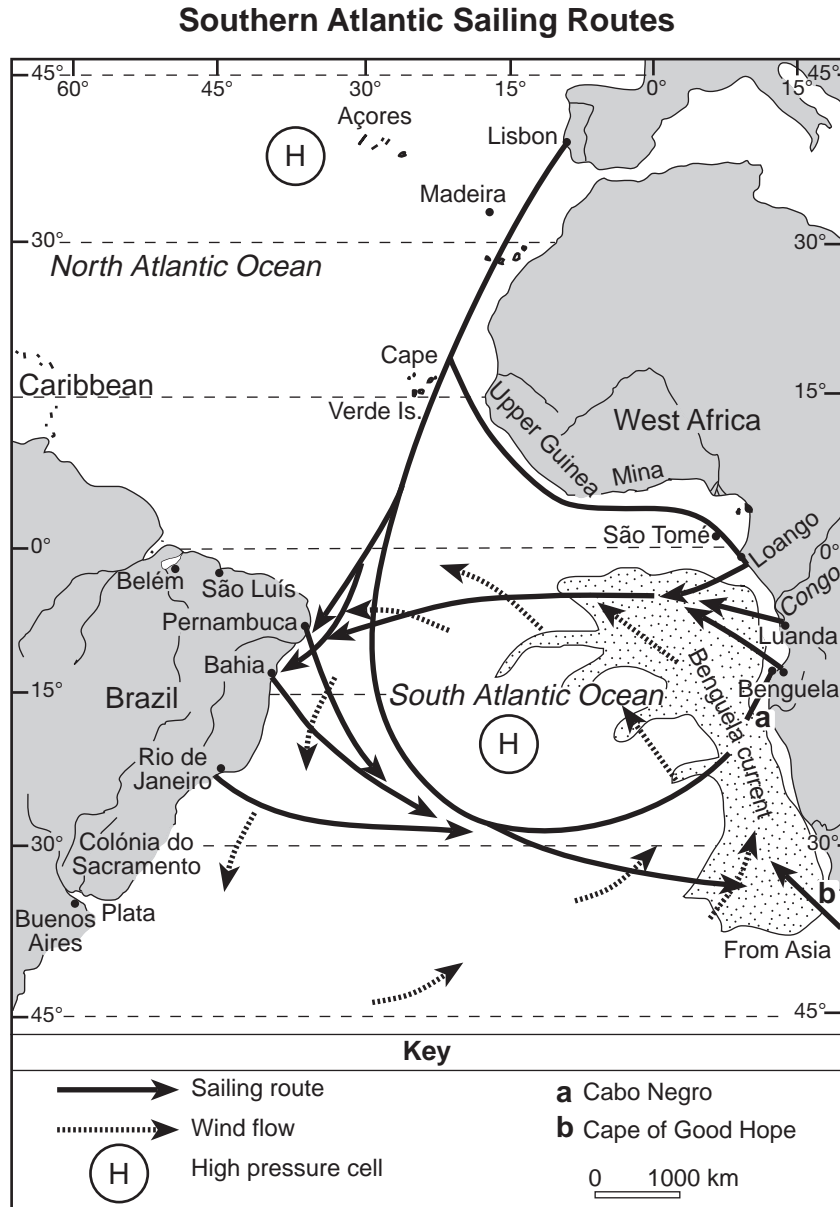 Southern Atlantic Sailing Routes
45°
60°
45°
30°
15°
0°
15°
45°
Açores
H
Lisbon
Madeira
30°
30°
North Atlantic Ocean
Cape
Verde Is.
Caribbean
15°
15°
Upper Guinea
West Africa
Mina
São Tomé
Loango
0°
0°
Belém
São Luís
Congo
Pernambuca
Luanda
Bahia
Benguela
15°
Brazil
South Atlantic Ocean
Benguela current
a
H
Rio de
Janeiro
Colónia do
Sacramento
30°
30°
b
Plata
Buenos
Aires
From Asia
45°
45°
Key
Sailing route
a Cabo Negro
Wind flow
b Cape of Good Hope
H
High pressure cell
0 1000 km